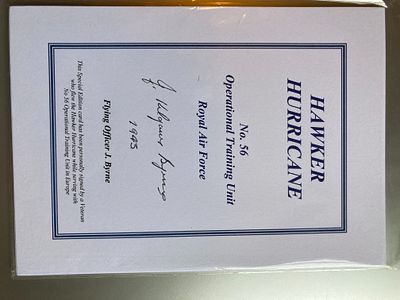 HAWKER
HURRICANE
No. 56
Operational Training Unit
Royal Air Force
J. Byrne
1943
Flying Officer J. Byrne
This Special Edition card has been personally signed by a Veteran
who flew the Hawker Hurricane while serving with
No 56 Operational Training Unit in Europe